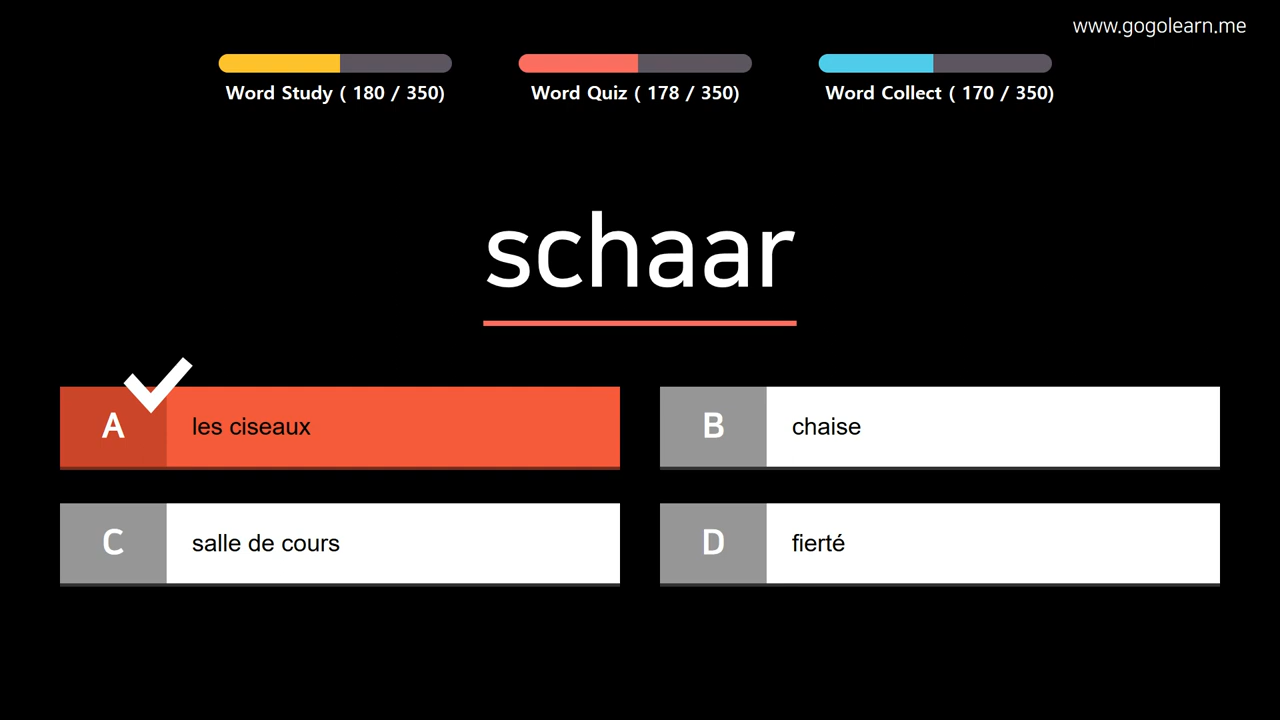 www.gogolearn.me
Word Study ( 180 / 350)
Word Quiz ( 178 / 350)
Word Collect ( 170 / 350)
schaar
A les ciseaux
B chaise
C salle de cours
D fierté